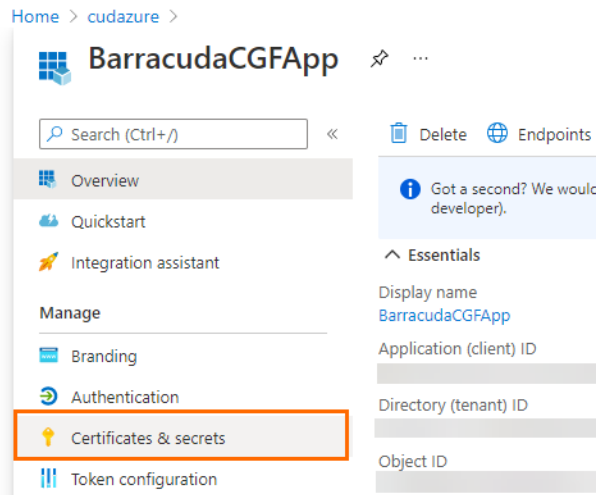 Home > cudazure >
BarracudaCGFApp
Search (Ctrl+/)
Overview
Quickstart
Integration assistant
Manage
Branding
Authentication
Certificates & secrets
Token configuration
Delete
Endpoints
Got a second? We would
developer).
Essentials
Display name
BarracudaCGFApp
Application (client) ID
Directory (tenant) ID
Object ID